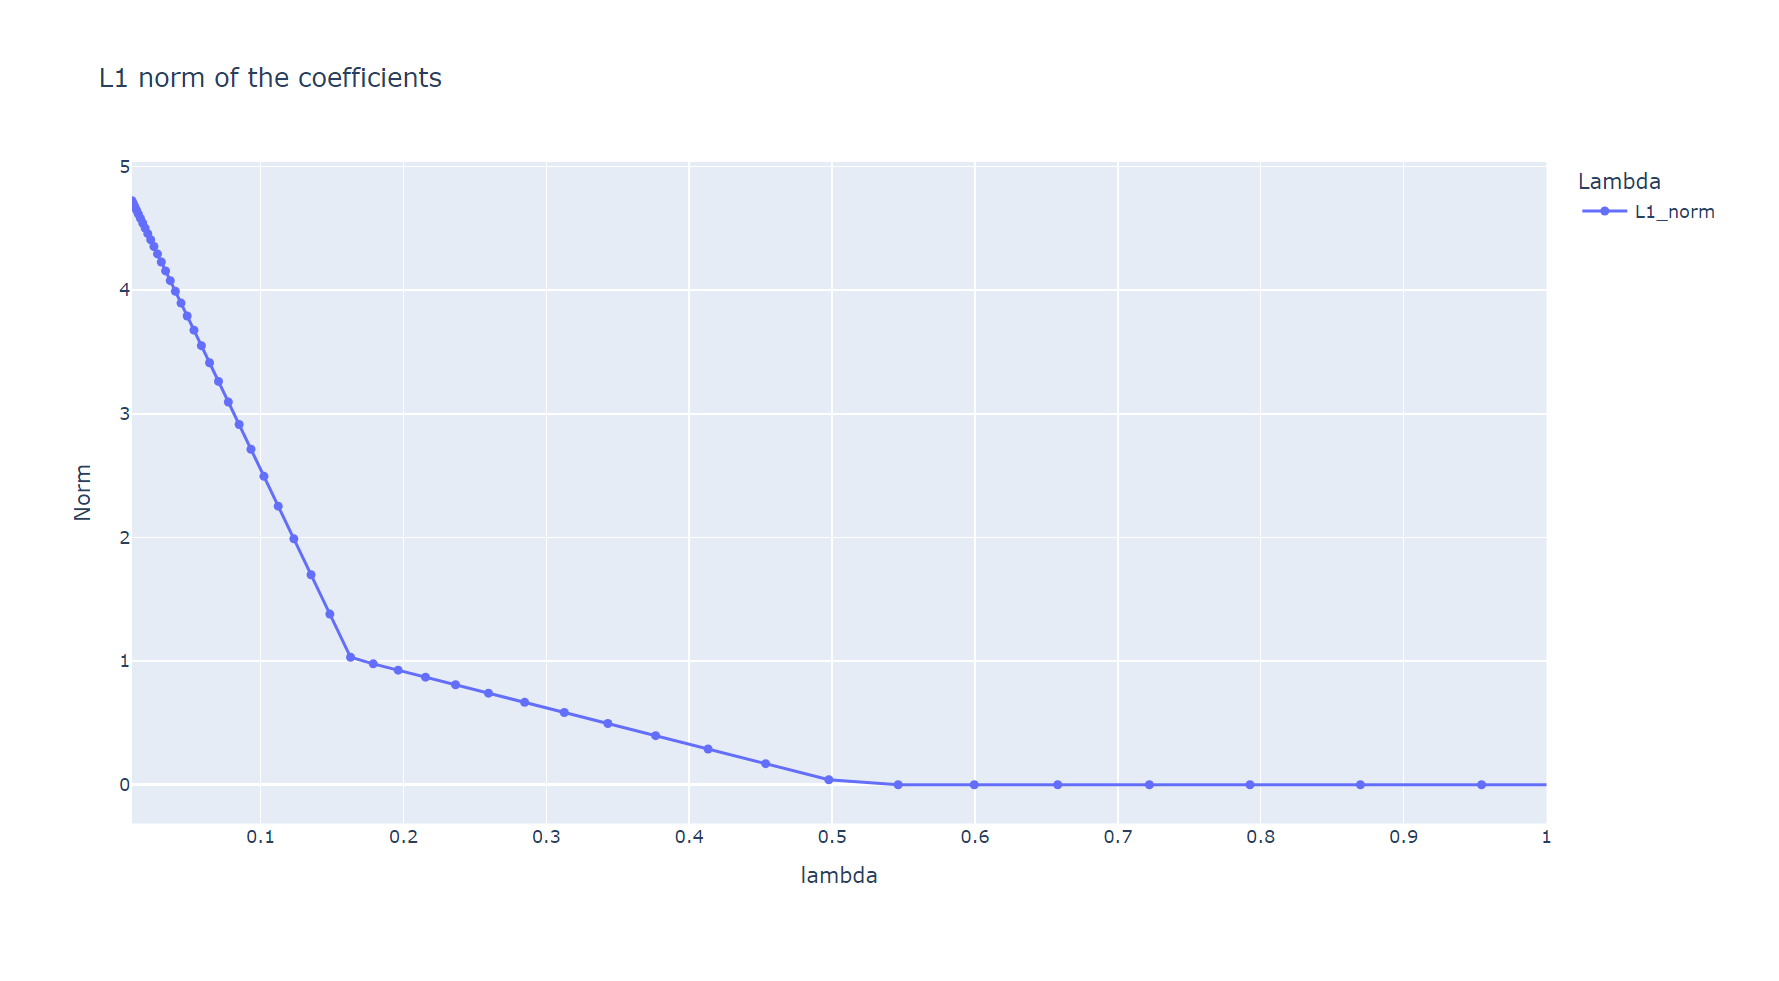 L1 norm of the coefficients
Lambda
L1_norm
5
4
3
2
1
0
Norm
0.1 0.2 0.3 0.4 0.5 0.6 0.7 0.8 0.9 1
lambda